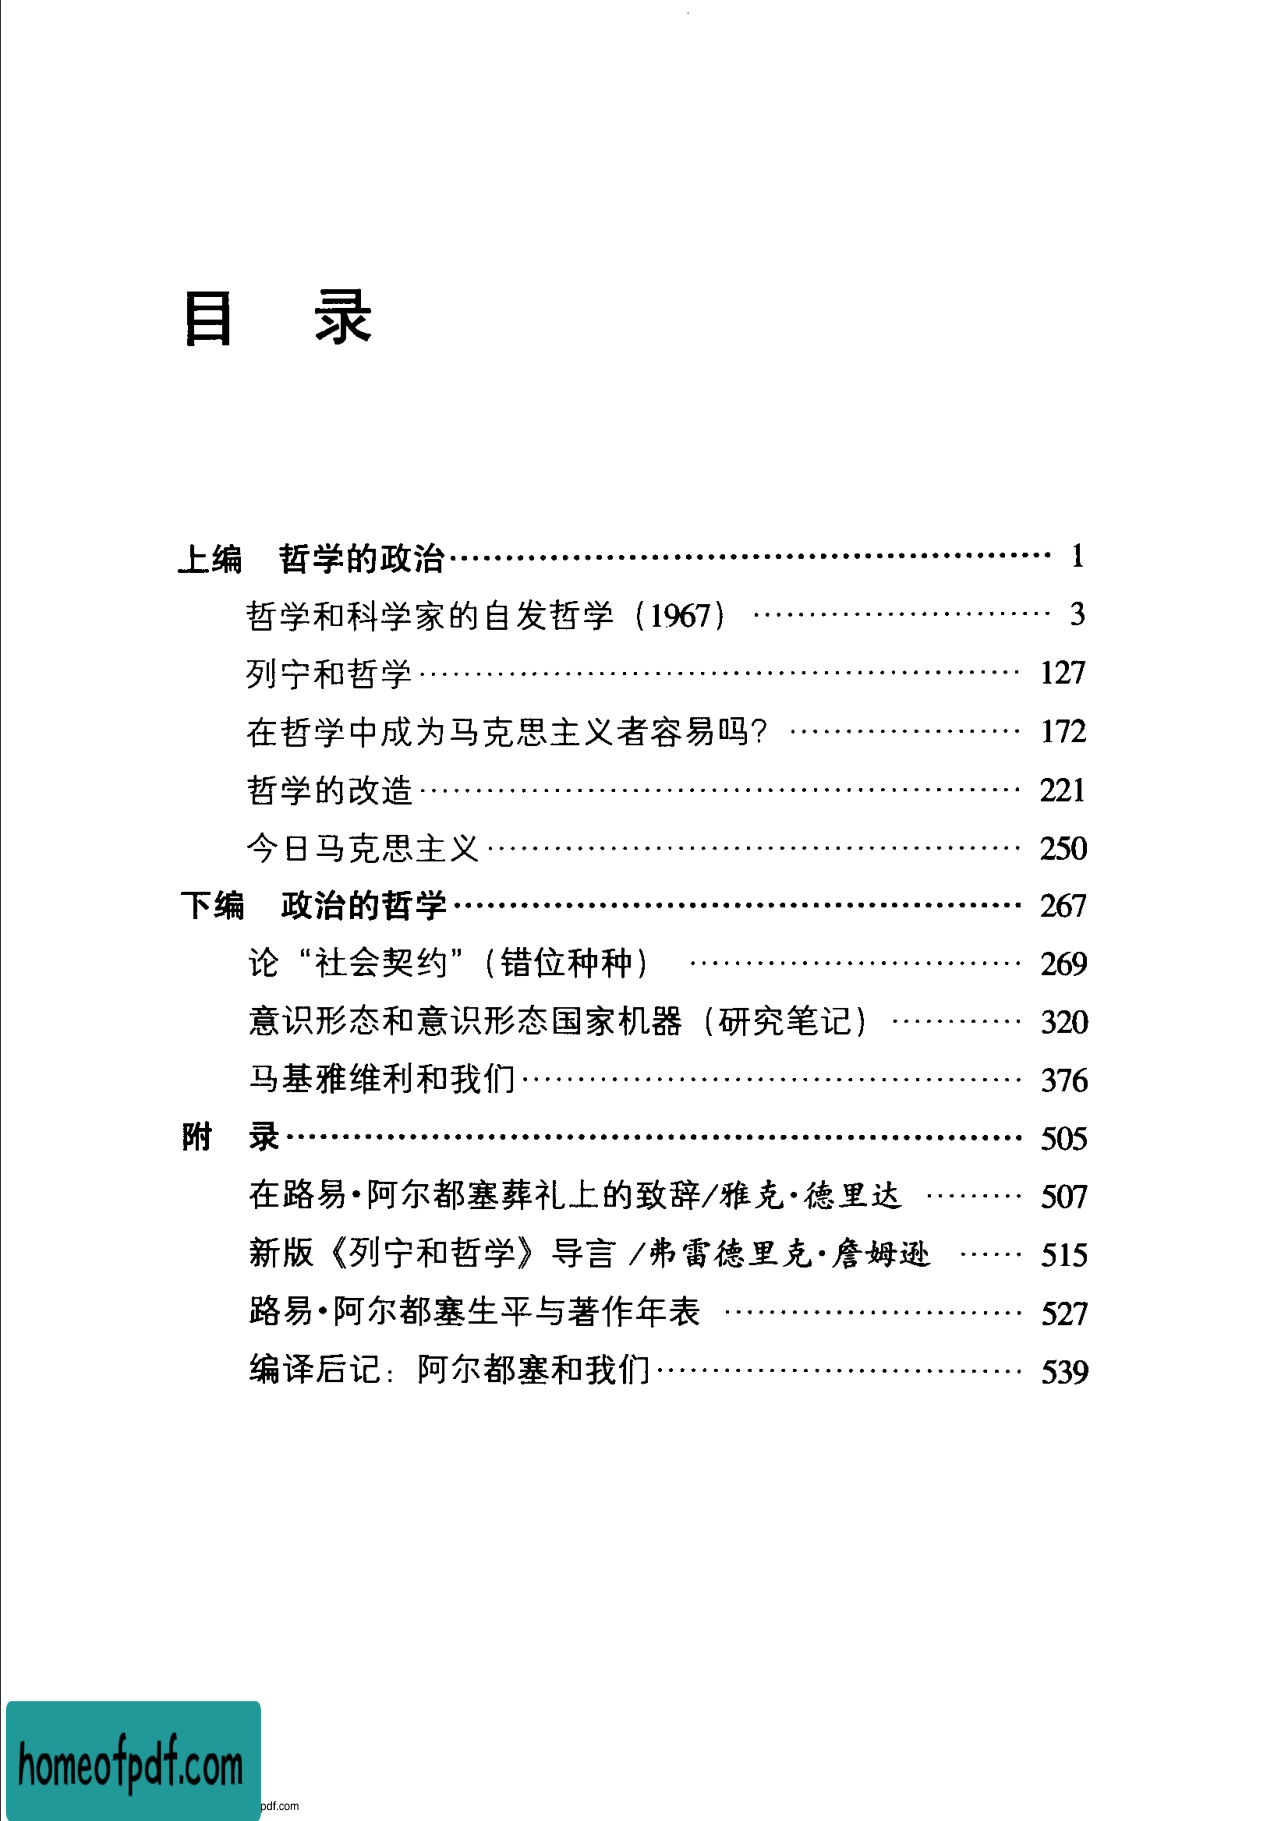 目 录
上编 哲学的政治 1
哲学和科学家的自发哲学(1967) 3
列宁和哲学 127
在哲学中成为马克思主义者容易吗? 172
哲学的改造 221
今日马克思主义 250
下编 政治的哲学 267
论“社会契约”(错位种种) 269
意识形态和意识形态国家机器(研究笔记) 320
马基雅维利和我们 376
附 录 505
在路易·阿尔都塞葬礼上的致辞/雅克·德里达 507
新版《列宁和哲学》导言/弗雷德里克·詹姆逊 515
路易·阿尔都塞生平与著作年表 527
编译后记:阿尔都塞和我们 539
homeofpdf.com
pdf.com